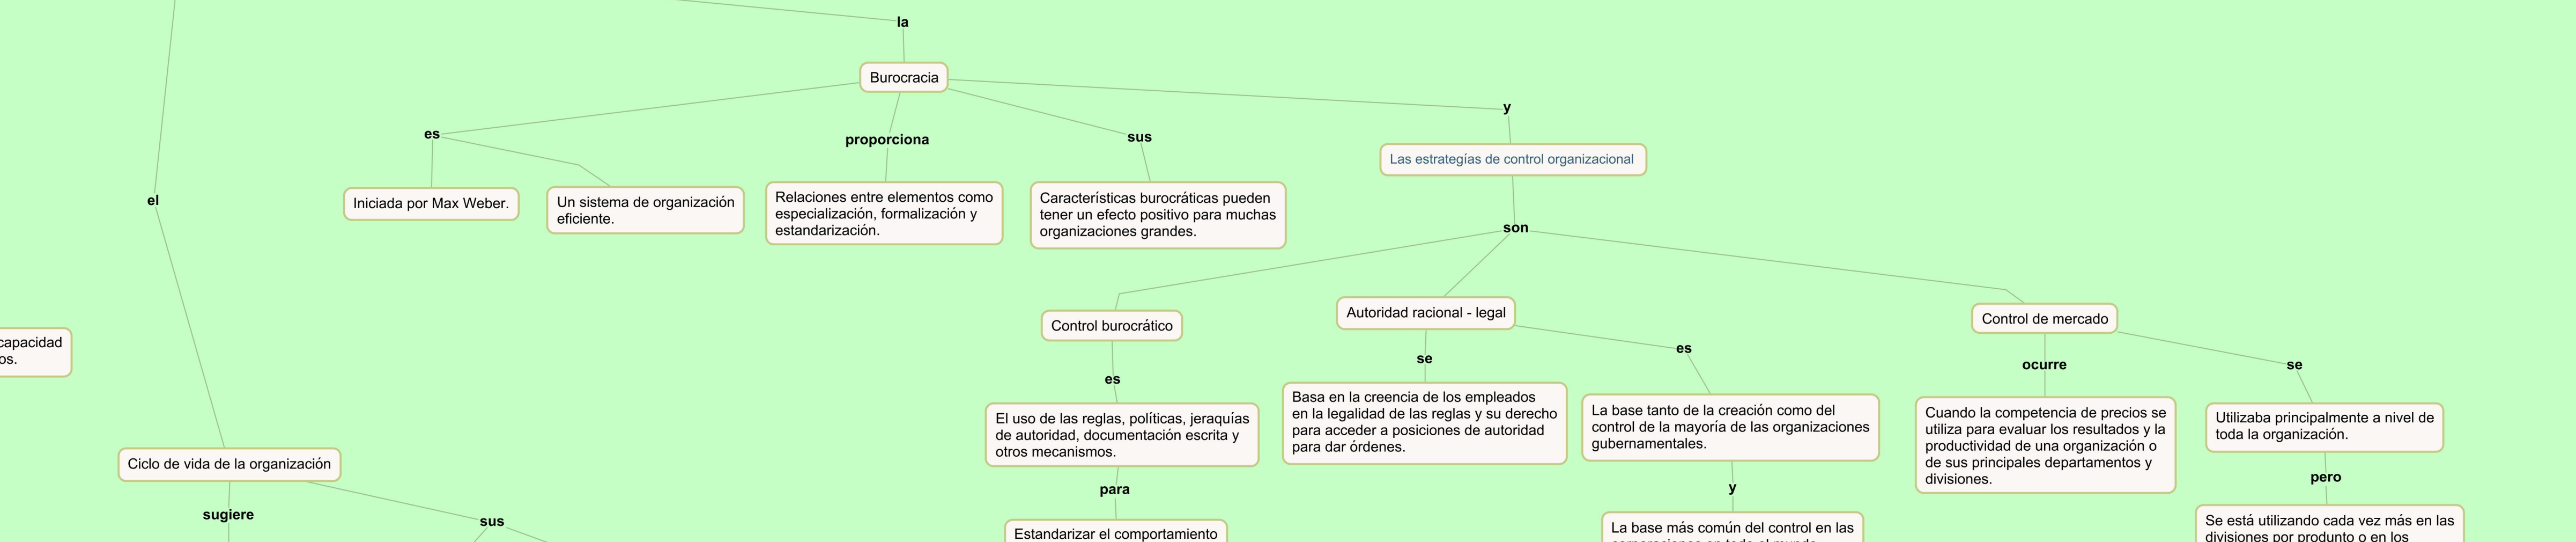 la
Burocracia
y
es
proporciona
sus
Las estrategías de control organizacional
Iniciada por Max Weber.
Un sistema de organización
eficiente.
Relaciones entre elementos como
especialización, formalización y
estandarización.
Características burocráticas pueden
tener un efecto positivo para muchas
organizaciones grandes.
el
son
Control burocrático
Autoridad racional - legal
Control de mercado
capacidad
os.
es
se
es
ocurre
se
El uso de las reglas, políticas, jeraquías
de autoridad, documentación escrita y
otros mecanismos.
Basa en la creencia de los empleados
en la legalidad de las reglas y su derecho
para acceder a posiciones de autoridad
para dar órdenes.
La base tanto de la creación como del
control de la mayoría de las organizaciones
gubernamentales.
Cuando la competencia de precios se
utiliza para evaluar los resultados y la
productividad de una organización o
de sus principales departamentos y
divisiones.
Utilizaba principalmente a nivel de
toda la organización.
Ciclo de vida de la organización
para
y
pero
sugiere
sus
Estandarizar el comportamiento
La base más común del control en las
corporaciones en todo el mundo
Se está utilizando cada vez más en las
divisiones por produnto o en los